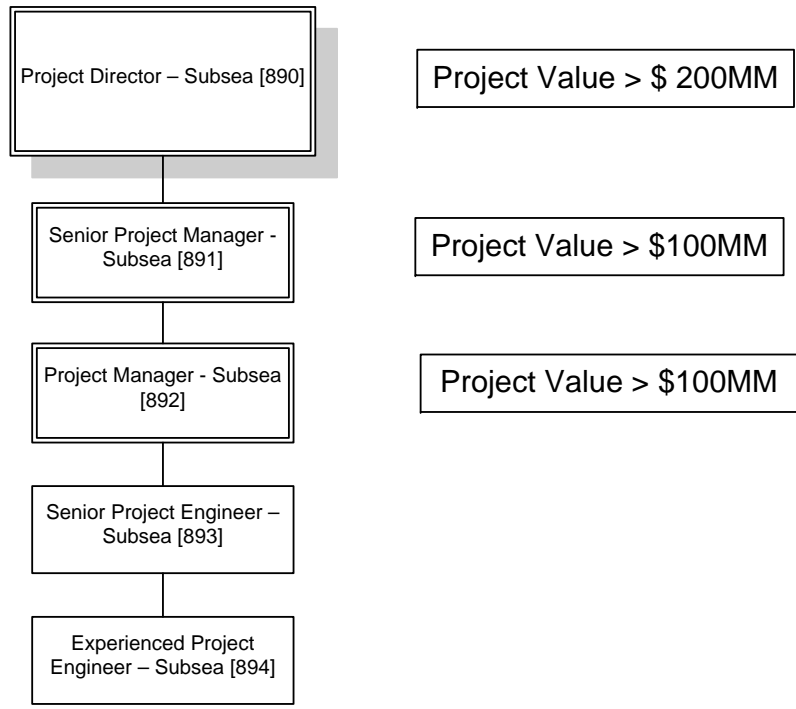 Project Director – Subsea [890]
Project Value > $ 200MM
Senior Project Manager -
Subsea [891]
Project Value > $100MM
Project Manager - Subsea
[892]
Project Value > $100MM
Senior Project Engineer –
Subsea [893]
Experienced Project
Engineer – Subsea [894]